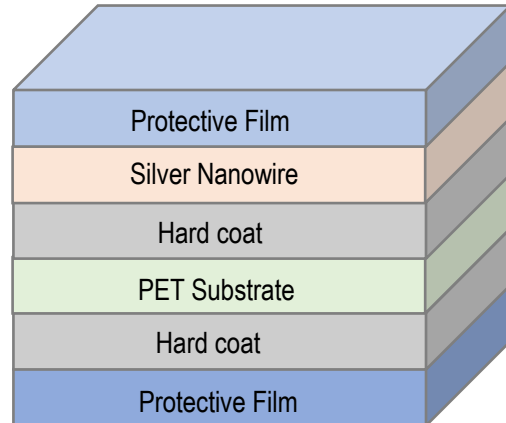 Protective Film
Silver Nanowire
Hard coat
PET Substrate
Hard coat
Protective Film